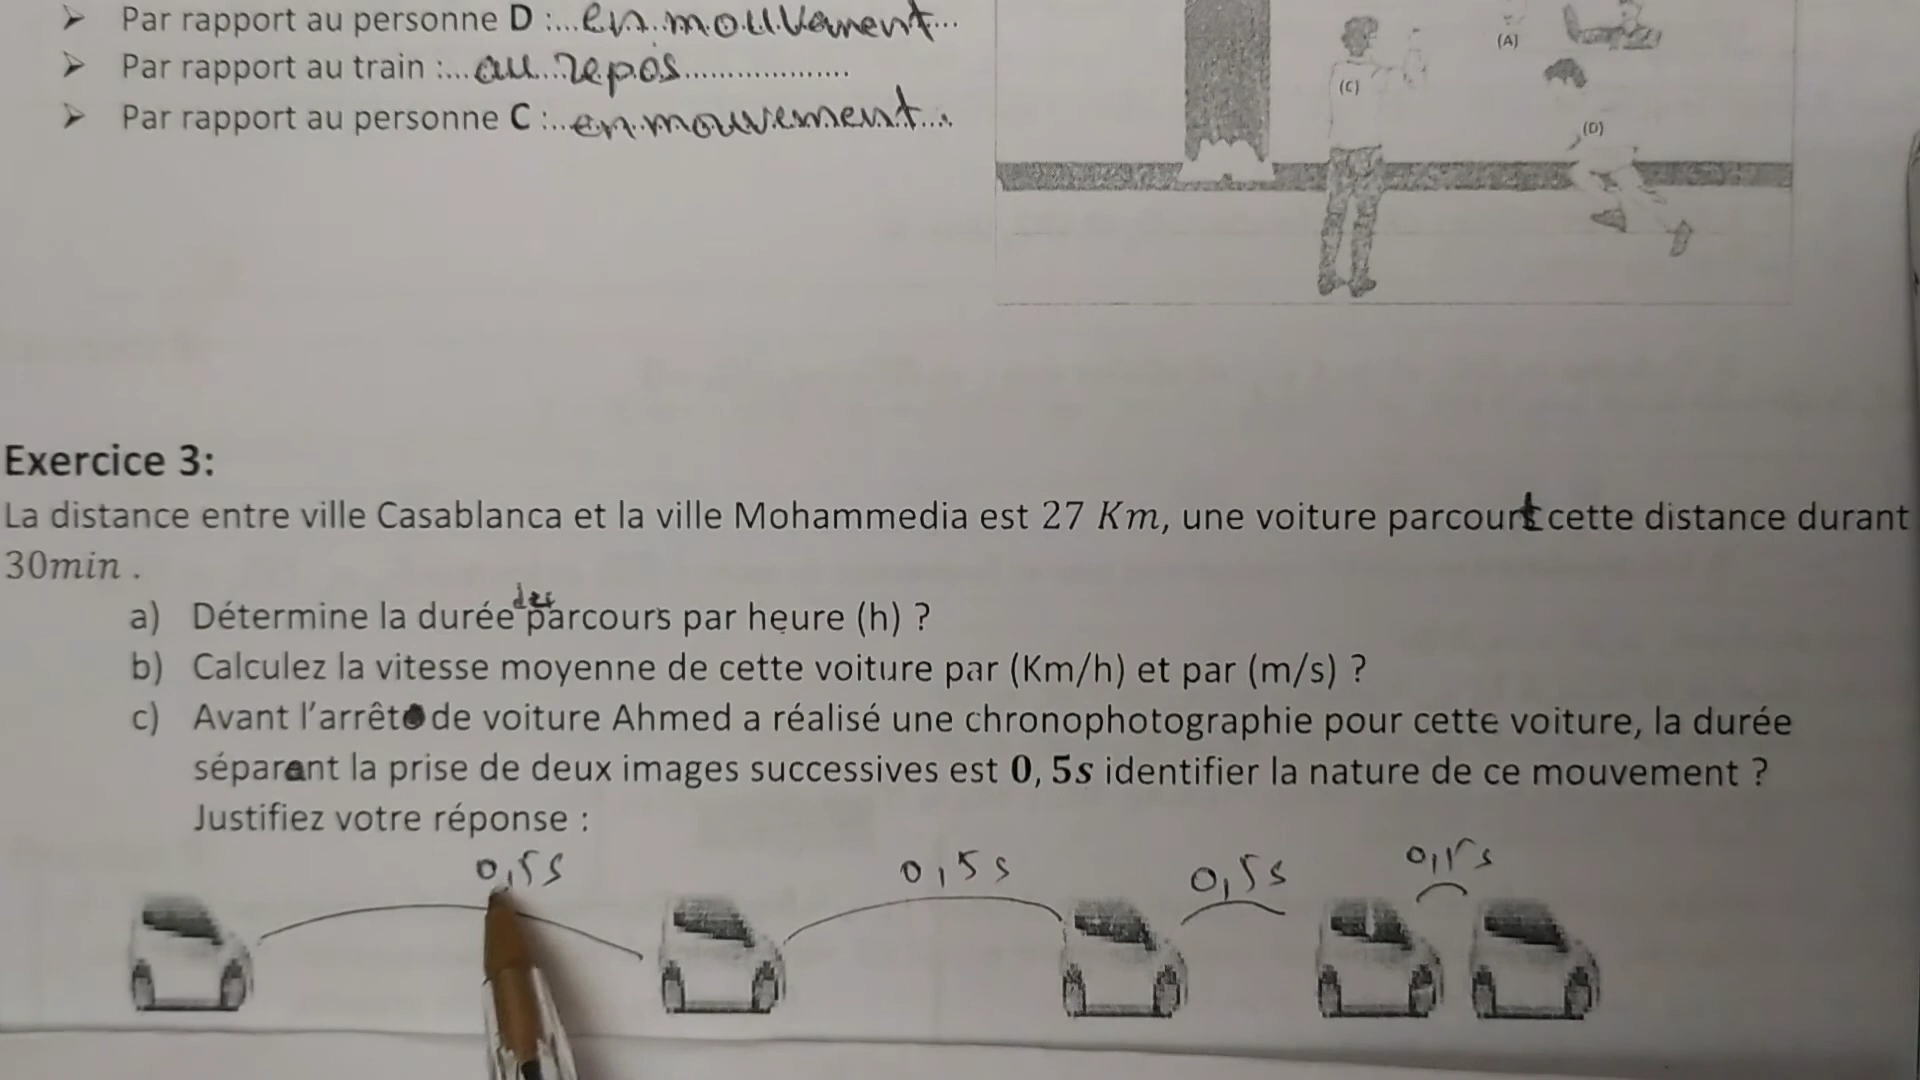 ➤ Par rapport au personne D :...en mouvement...
➤ Par rapport au train :...au repos...................
➤ Par rapport au personne C :..en mouvement...
(A)
(C)
(D)
Exercice 3:
La distance entre ville Casablanca et la ville Mohammedia est 27 Km, une voiture parcourt cette distance durant
30min .
des
a) Détermine la durée parcours par heure (h) ?
b) Calculez la vitesse moyenne de cette voiture par (Km/h) et par (m/s) ?
c) Avant l'arrêt de voiture Ahmed a réalisé une chronophotographie pour cette voiture, la durée
séparant la prise de deux images successives est 0, 5s identifier la nature de ce mouvement ?
Justifiez votre réponse :
0,5s 0,5s 0,5s 0,5s